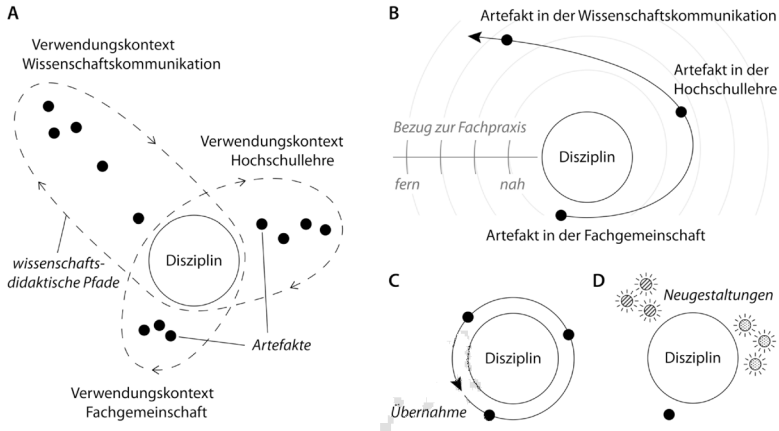 A
Verwendungskontext
Wissenschaftskommunikation
Verwendungskontext
Hochschullehre
Disziplin
wissenschafts-
didaktische Pfade
Artefakte
Verwendungskontext
Fachgemeinschaft
B
Artefakt in der Wissenschaftskommunikation
Artefakt in der
Hochschullehre
Bezug zur Fachpraxis
Disziplin
fern
nah
Artefakt in der Fachgemeinschaft
C
Disziplin
Übernahme
D
Neugestaltungen
Disziplin